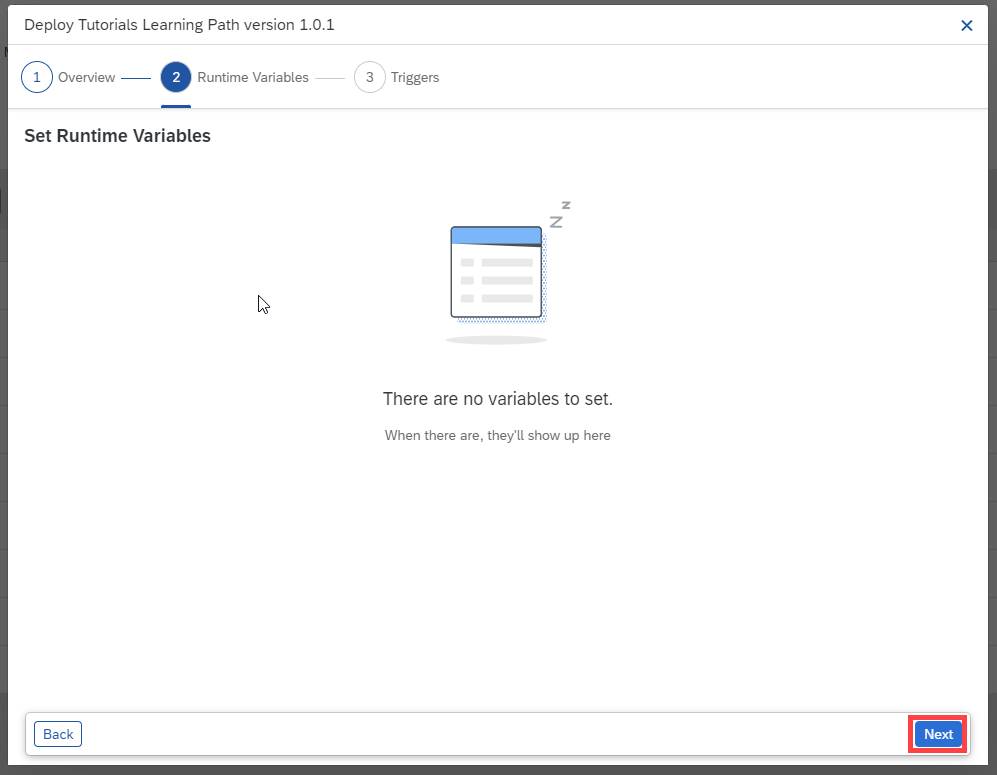 Deploy Tutorials Learning Path version 1.0.1
1 Overview 2 Runtime Variables 3 Triggers
Set Runtime Variables
z
Z
There are no variables to set.
When there are, they'll show up here
Back Next